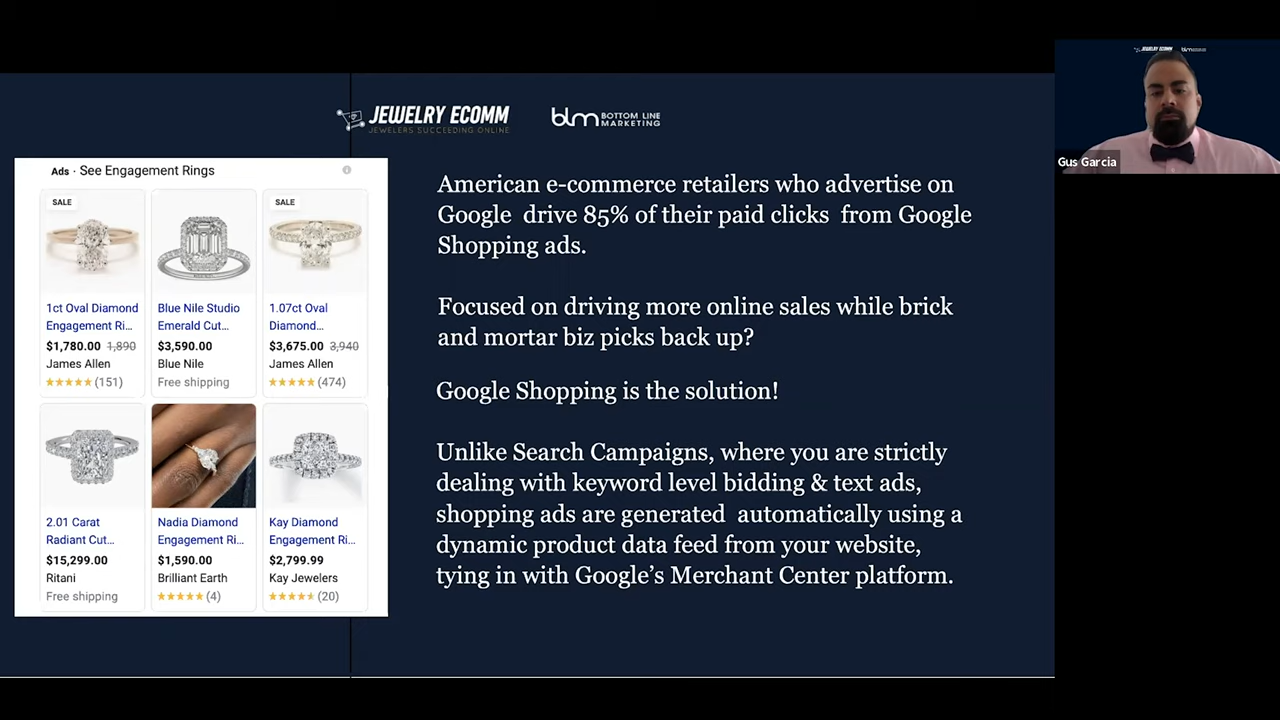 JEWELRY ECOMM
JEWELERS SUCCEEDING ONLINE
blm BOTTOM LINE
MARKETING
JEWELRY ECOMM blm
Gus Garcia
Ads · See Engagement Rings
SALE
1ct Oval Diamond
Engagement Ri...
$1,780.00 1,890
James Allen
(151)
Blue Nile Studio
Emerald Cut...
$3,590.00
Blue Nile
Free shipping
SALE
1.07ct Oval
Diamond...
$3,675.00 3,940
James Allen
(474)
2.01 Carat
Radiant Cut...
$15,299.00
Ritani
Free shipping
Nadia Diamond
Engagement Ri...
$1,590.00
Brilliant Earth
(4)
Kay Diamond
Engagement Ri...
$2,799.99
Kay Jewelers
(20)
American e-commerce retailers who advertise on
Google drive 85% of their paid clicks from Google
Shopping ads.
Focused on driving more online sales while brick
and mortar biz picks back up?
Google Shopping is the solution!
Unlike Search Campaigns, where you are strictly
dealing with keyword level bidding & text ads,
shopping ads are generated automatically using a
dynamic product data feed from your website,
tying in with Google’s Merchant Center platform.